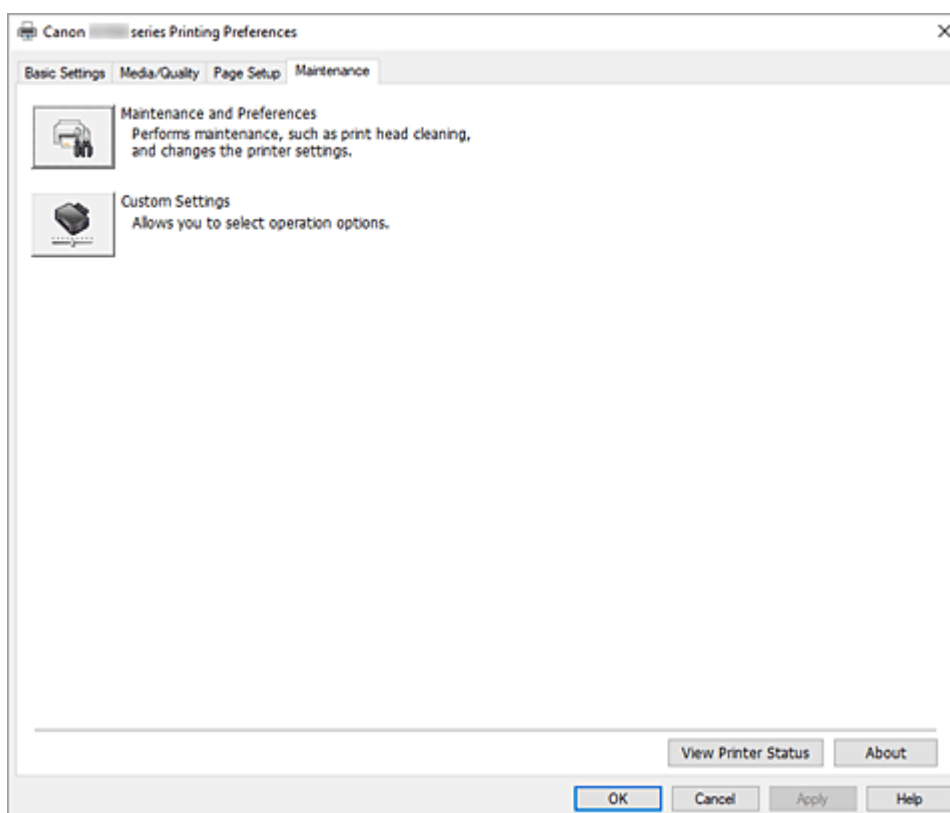 Canon series Printing Preferences
Basic Settings Media/Quality Page Setup Maintenance
Maintenance and Preferences
Performs maintenance, such as print head cleaning,
and changes the printer settings.
Custom Settings
Allows you to select operation options.
View Printer Status About
OK Cancel Apply Help